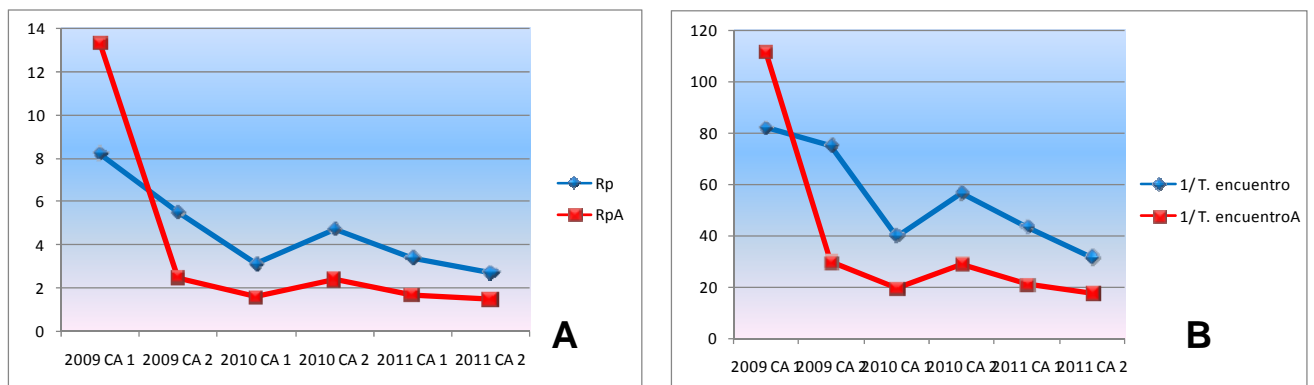 14
12
10
8
6
4
2
0
2009 CA 1 2009 CA 2 2010 CA 1 2010 CA 2 2011 CA 1 2011 CA 2
Rp
RpA
A
120
100
80
60
40
20
0
2009 CA 1 2009 CA 2 2010 CA 1 2010 CA 2 2011 CA 1 2011 CA 2
1/T. encuentro
1/T. encuentroA
B